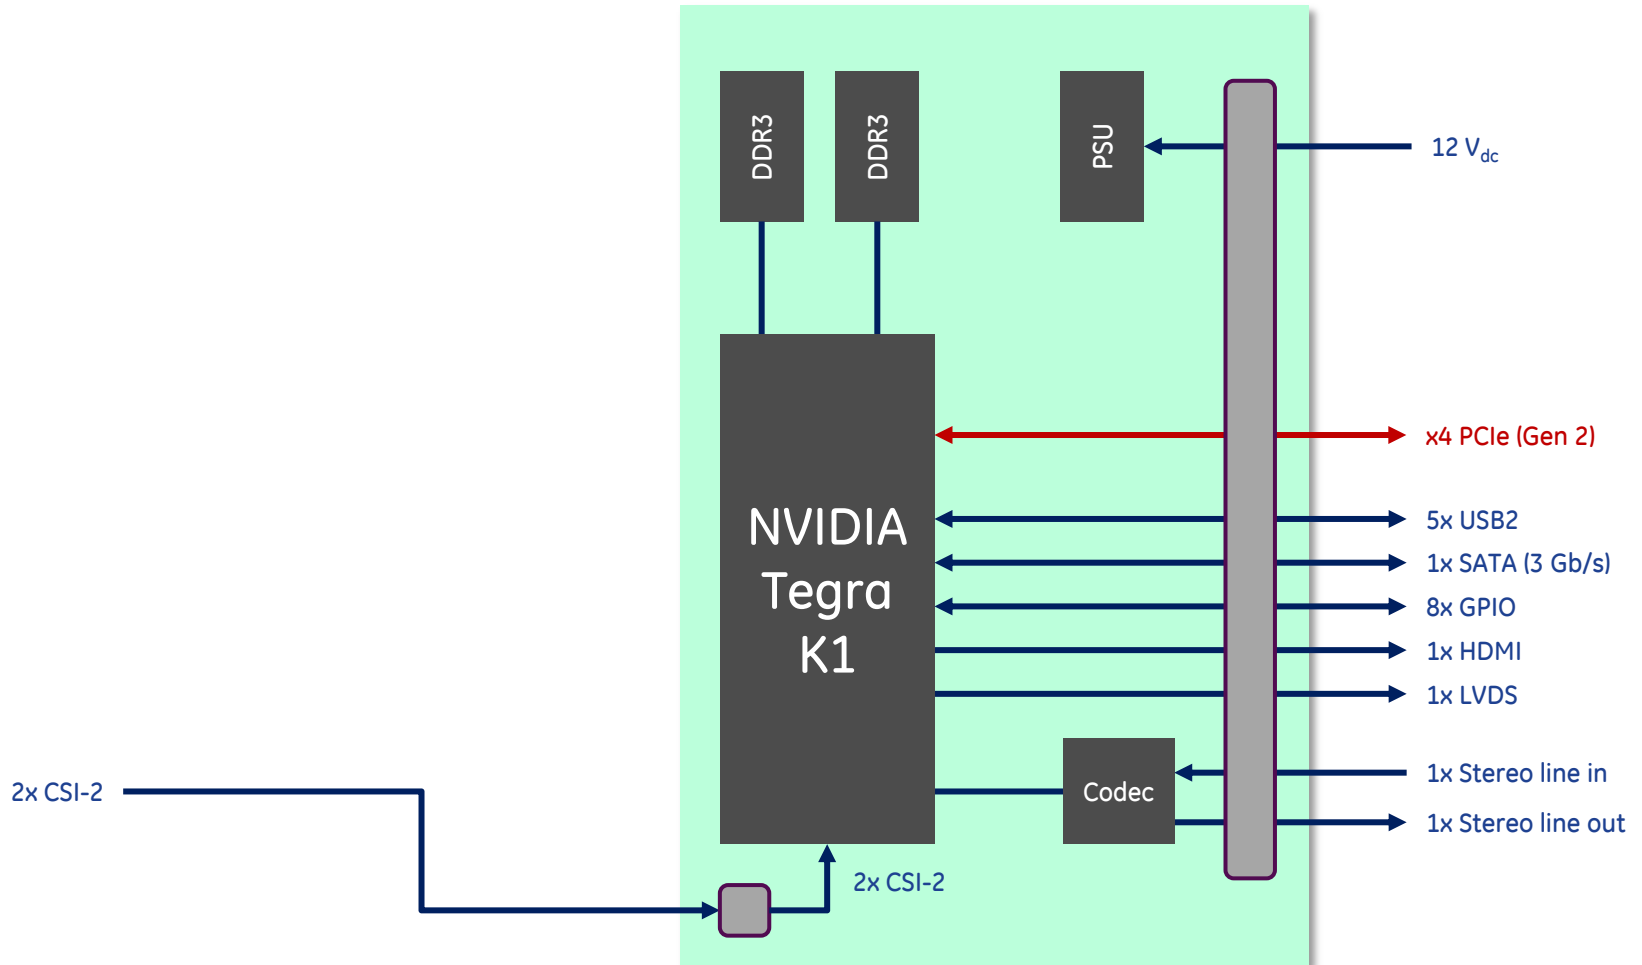 DDR3
DDR3
PSU
12 Vdc
x4 PCIe (Gen 2)
NVIDIA
Tegra
K1
5x USB2
1x SATA (3 Gb/s)
8x GPIO
1x HDMI
1x LVDS
1x Stereo line in
2x CSI-2
Codec
1x Stereo line out
2x CSI-2